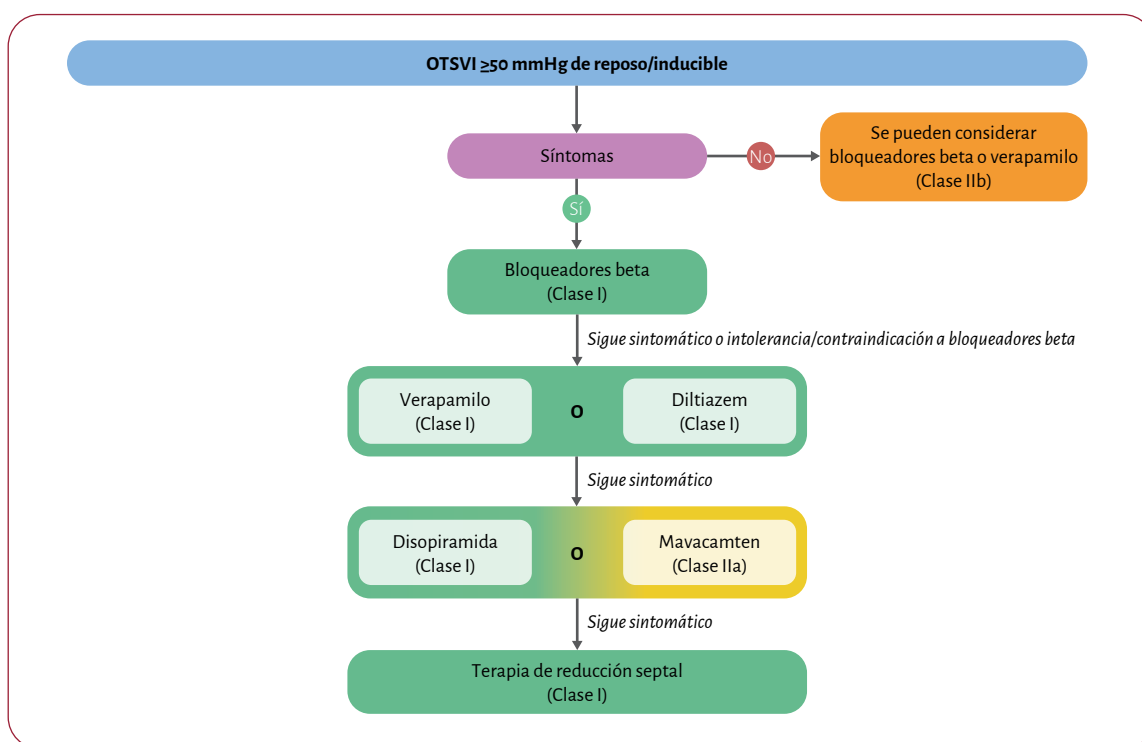 OTSVI ≥50 mmHg de reposo/inducible
Síntomas
No
Se pueden considerar
bloqueadores beta o verapamilo
(Clase IIb)
Sí
Bloqueadores beta
(Clase I)
Sigue sintomático o intolerancia/contraindicación a bloqueadores beta
Verapamilo
(Clase I)
O
Diltiazem
(Clase I)
Sigue sintomático
Disopiramida
(Clase I)
O
Mavacamten
(Clase IIa)
Sigue sintomático
Terapia de reducción septal
(Clase I)